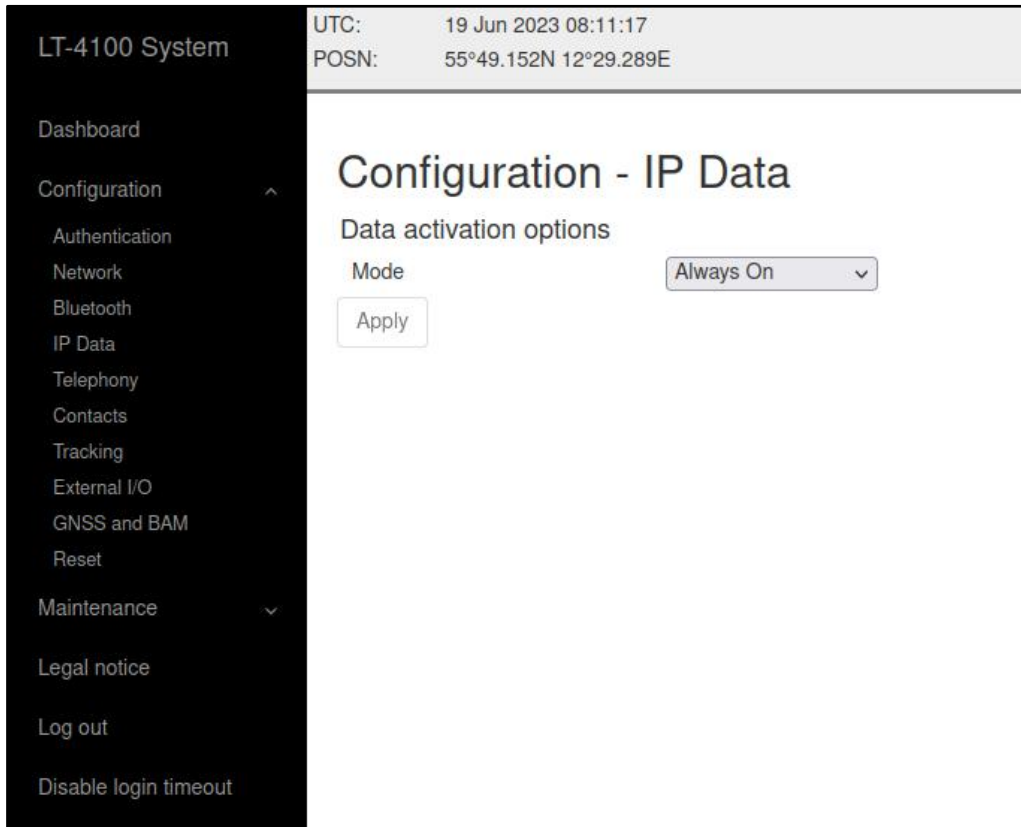 LT-4100 System
Dashboard
Configuration
Authentication
Network
Bluetooth
IP Data
Telephony
Contacts
Tracking
External I/O
GNSS and BAM
Reset
Maintenance
Legal notice
Log out
Disable login timeout
UTC: 19 Jun 2023 08:11:17
POSN: 55°49.152N 12°29.289E
Configuration - IP Data
Data activation options
Mode Always On
Apply